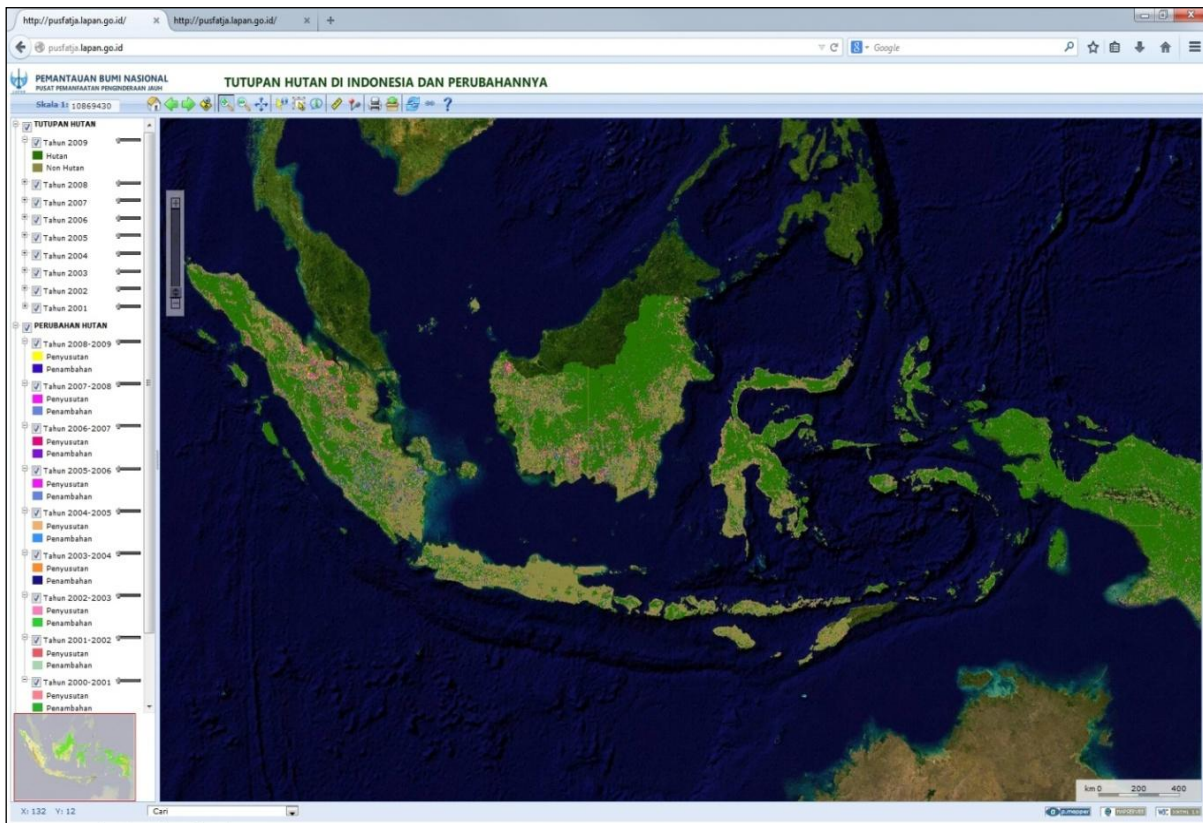 http://pusfatja.lapan.go.id/
http://pusfatja.lapan.go.id/
pusfatja.lapan.go.id
Google
PEMANTAUAN BUMI NASIONAL
PUSAT PEMANFAATAN PENGINDERAAN JAUH
TUTUPAN HUTAN DI INDONESIA DAN PERUBAHANNYA
Skala 1: 10869430
TUTUPAN HUTAN
Tahun 2009
Hutan
Non Hutan
Tahun 2008
Tahun 2007
Tahun 2006
Tahun 2005
Tahun 2004
Tahun 2003
Tahun 2002
Tahun 2001
PERUBAHAN HUTAN
Tahun 2008-2009
Penyusutan
Penambahan
Tahun 2007-2008
Penyusutan
Penambahan
Tahun 2006-2007
Penyusutan
Penambahan
Tahun 2005-2006
Penyusutan
Penambahan
Tahun 2004-2005
Penyusutan
Penambahan
Tahun 2003-2004
Penyusutan
Penambahan
Tahun 2002-2003
Penyusutan
Penambahan
Tahun 2001-2002
Penyusutan
Penambahan
Tahun 2000-2001
Penyusutan
Penambahan
km 0 200 400
X: 132 Y: 12
Cari
p.mapper
MAPSERVER
W3C